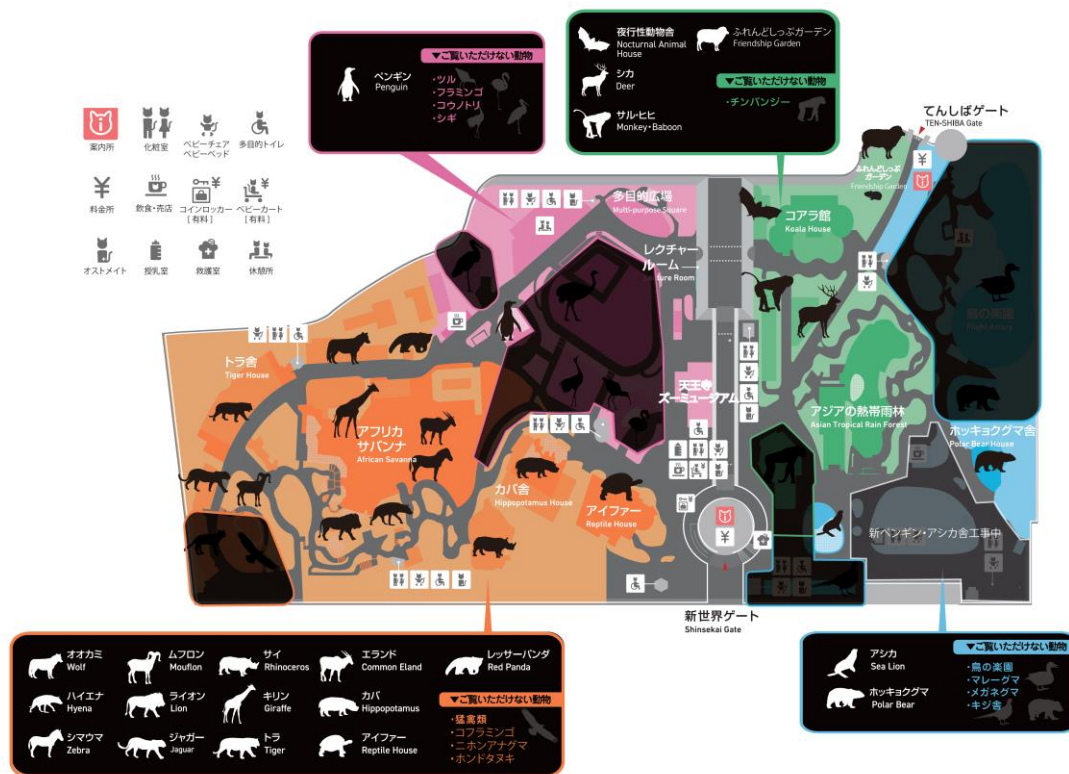 ペンギン
Penguin
▼ご覧いただけない動物
・ツル
・フラミンゴ
・コウノトリ
・シギ
夜行性動物舎
Nocturnal Animal
House
ふれんどしっぷガーデン
Friendship Garden
シカ
Deer
サル・ヒヒ
Monkey・Baboon
▼ご覧いただけない動物
・チンパンジー
案内所
化粧室
ベビーチェア
ベビーベッド
多目的トイレ
料金所
飲食・売店
コインロッカー
[有料]
ベビーカート
[有料]
オストメイト
授乳室
救護室
休憩所
てんしばゲート
TEN-SHIBA Gate
ふれんどしっぷ
ガーデン
Friendship Garden
多目的広場
Multi-purpose Square
コアラ館
Koala House
レクチャー
ルーム
Lecture Room
鳥の楽園
トラ舎
Tiger House
天王寺
ズーミュージアム
アフリカ
サバンナ
African Savanna
アジアの熱帯雨林
Asian Tropical Rain Forest
ホッキョクグマ舎
Polar Bear House
カバ舎
Hippopotamus House
アイファー
Reptile House
新ペンギン・アシカ舎工事中
新世界ゲート
Shinsekai Gate
オオカミ
Wolf
ムフロン
Mouflon
サイ
Rhinoceros
エランド
Common Eland
レッサーパンダ
Red Panda
ハイエナ
Hyena
ライオン
Lion
キリン
Giraffe
カバ
Hippopotamus
シマウマ
Zebra
ジャガー
Jaguar
トラ
Tiger
アイファー
Reptile House
▼ご覧いただけない動物
・猛禽類
・コフラミンゴ
・ニホンアナグマ
・ホンドタヌキ
アシカ
Sea Lion
ホッキョクグマ
Polar Bear
▼ご覧いただけない動物
・鳥の楽園
・マレーグマ
・メガネグマ
・キジ舎